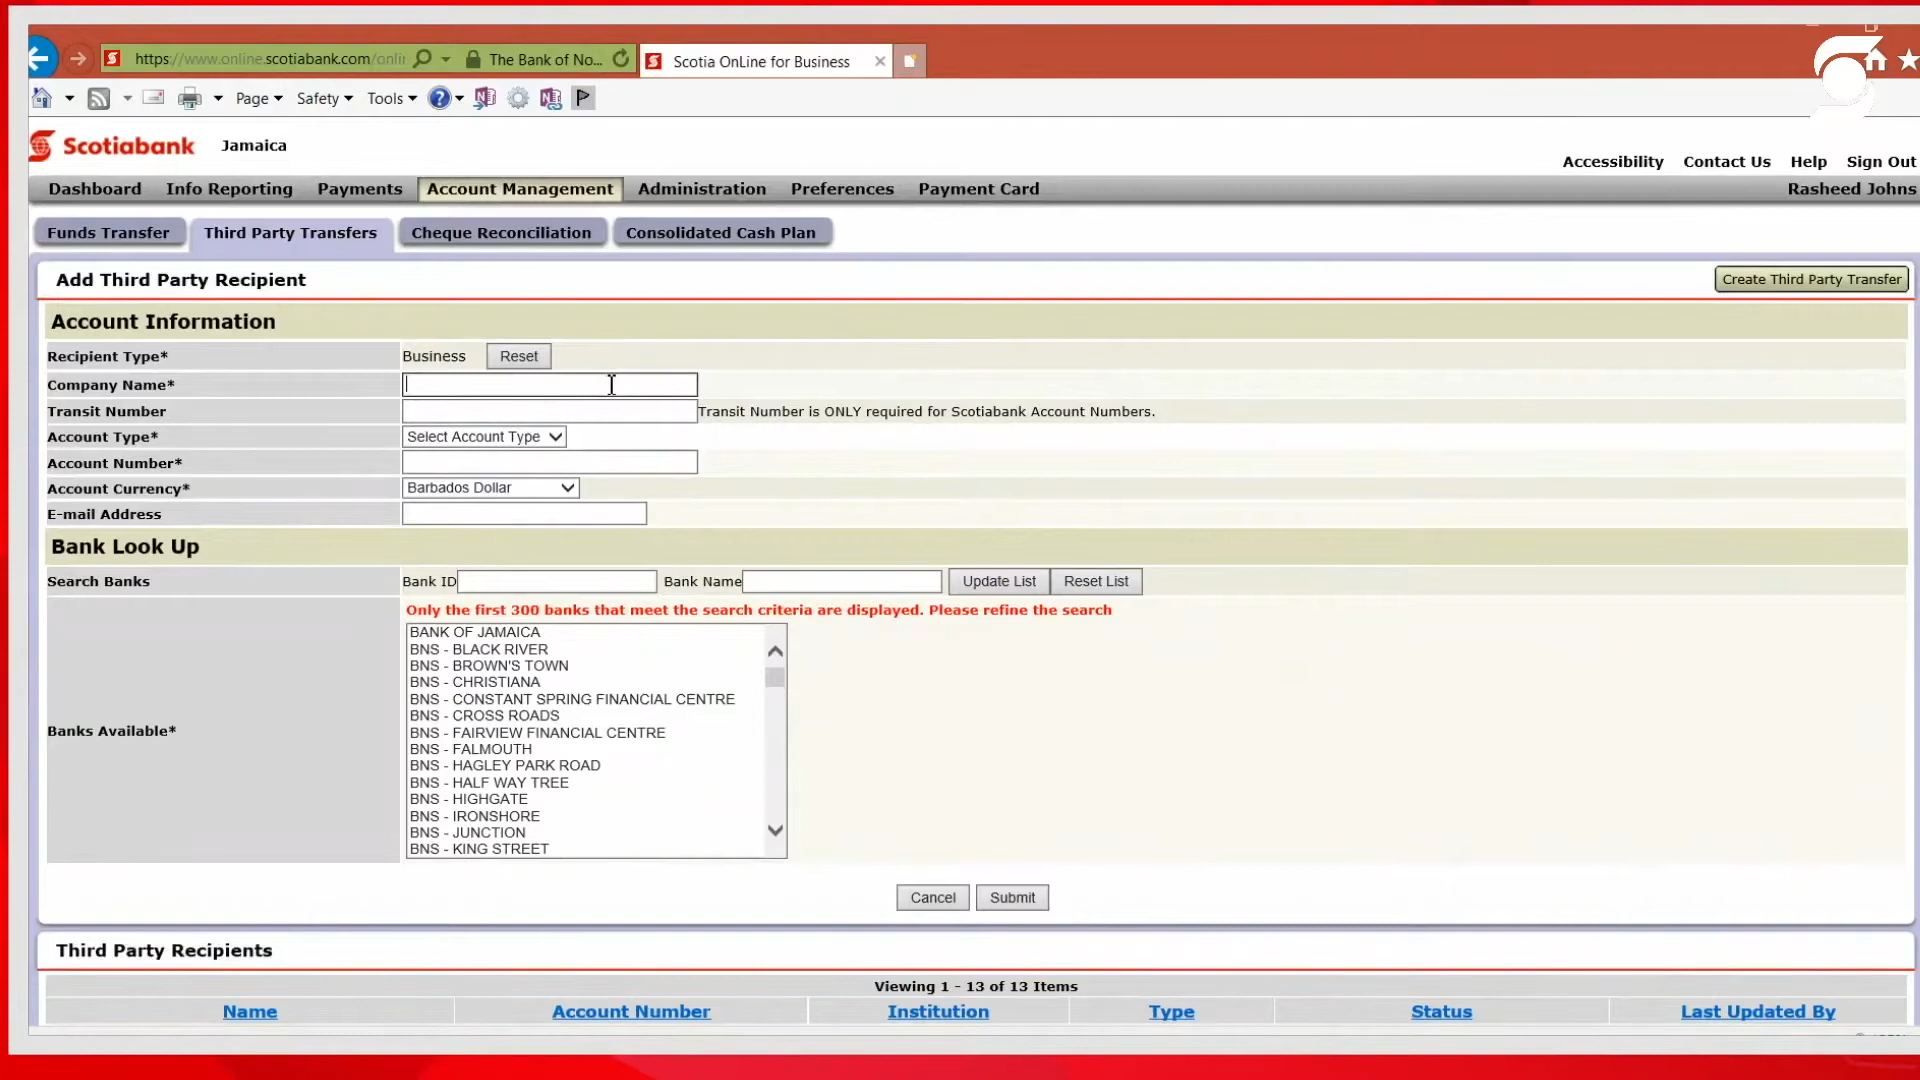 https://www.online.scotiabank.com/onli
The Bank of No...
Scotia OnLine for Business
Page
Safety
Tools
Scotiabank
Jamaica
Accessibility Contact Us Help Sign Out
Dashboard Info Reporting Payments Account Management Administration Preferences Payment Card Rasheed Johns
Funds Transfer Third Party Transfers Cheque Reconciliation Consolidated Cash Plan
Add Third Party Recipient
Create Third Party Transfer
Account Information
Recipient Type* Business Reset
Company Name*
Transit Number Transit Number is ONLY required for Scotiabank Account Numbers.
Account Type* Select Account Type
Account Number*
Account Currency* Barbados Dollar
E-mail Address
Bank Look Up
Search Banks Bank ID Bank Name Update List Reset List
Only the first 300 banks that meet the search criteria are displayed. Please refine the search
Banks Available*
BANK OF JAMAICA
BNS - BLACK RIVER
BNS - BROWN'S TOWN
BNS - CHRISTIANA
BNS - CONSTANT SPRING FINANCIAL CENTRE
BNS - CROSS ROADS
BNS - FAIRVIEW FINANCIAL CENTRE
BNS - FALMOUTH
BNS - HAGLEY PARK ROAD
BNS - HALF WAY TREE
BNS - HIGHGATE
BNS - IRONSHORE
BNS - JUNCTION
BNS - KING STREET
Cancel Submit
Third Party Recipients
Viewing 1 - 13 of 13 Items
Name Account Number Institution Type Status Last Updated By